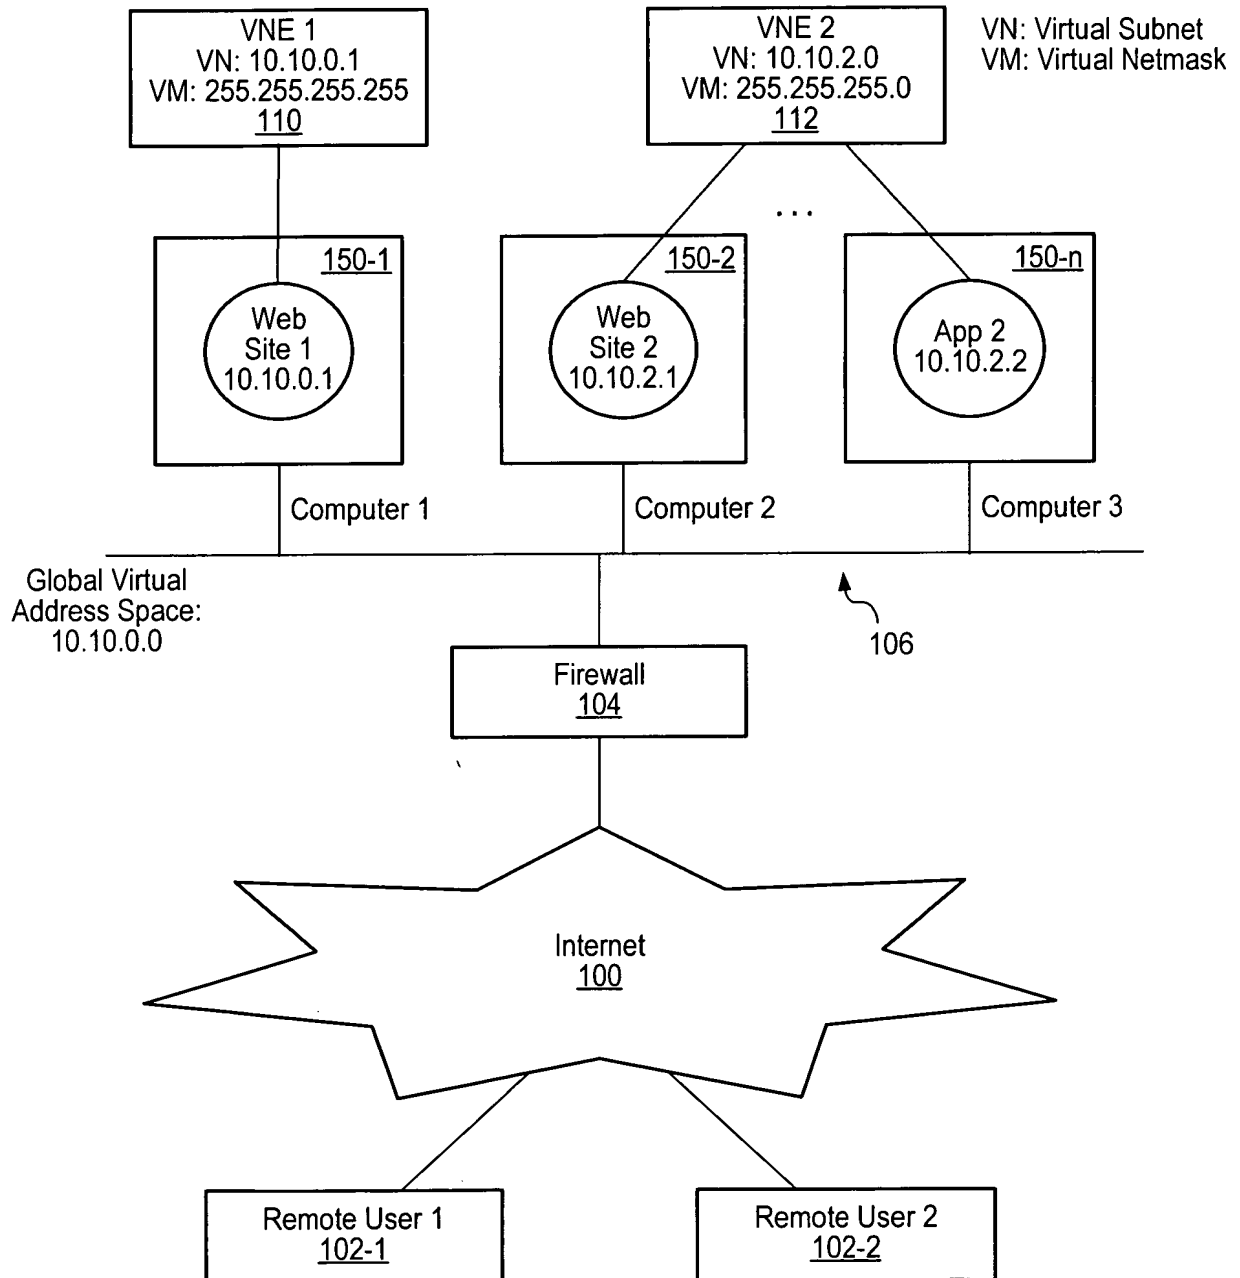 VNE 1
VN: 10.10.0.1
VM: 255.255.255.255
110
VNE 2
VN: 10.10.2.0
VM: 255.255.255.0
112
VN: Virtual Subnet
VM: Virtual Netmask
...
150-1
Web
Site 1
10.10.0.1
150-2
Web
Site 2
10.10.2.1
150-n
App 2
10.10.2.2
Computer 1
Computer 2
Computer 3
Global Virtual
Address Space:
10.10.0.0
106
Firewall
104
Internet
100
Remote User 1
102-1
Remote User 2
102-2